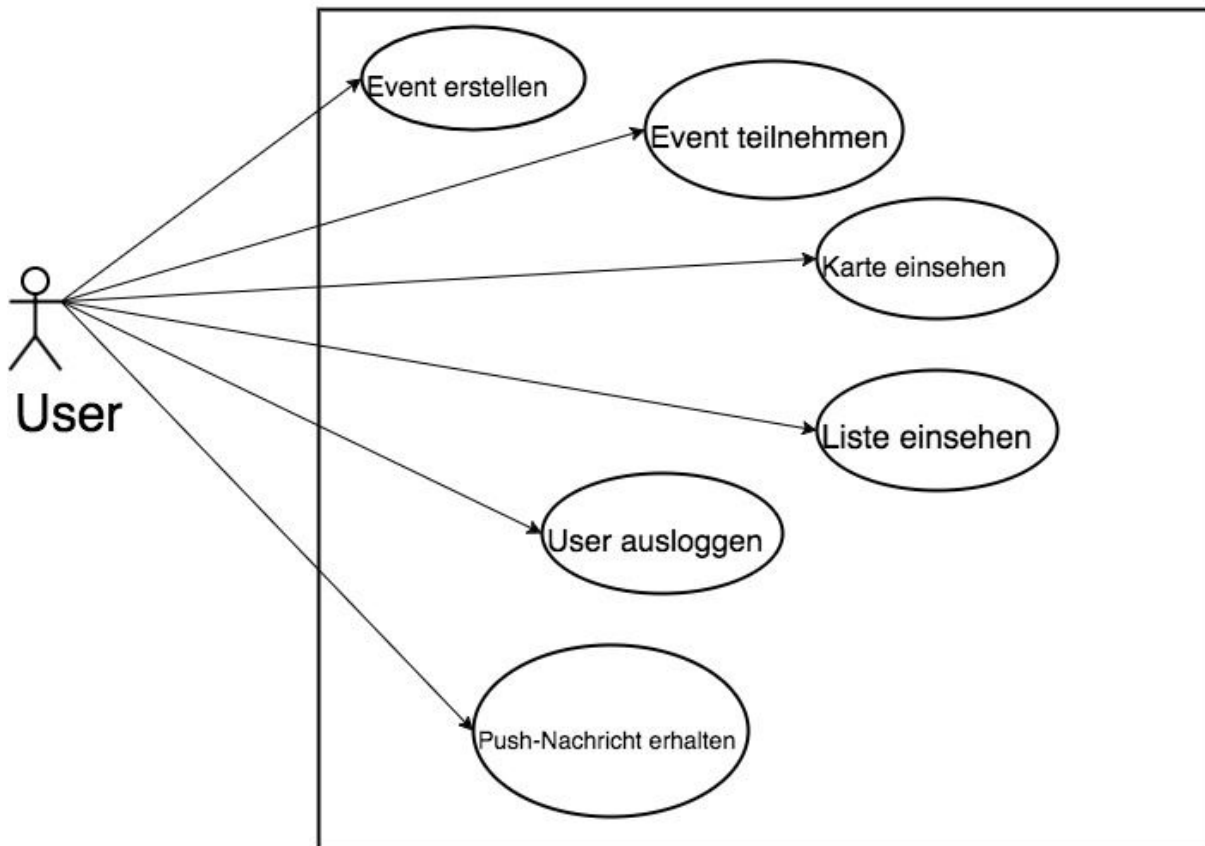 Event erstellen
Event teilnehmen
Karte einsehen
User
Liste einsehen
User ausloggen
Push-Nachricht erhalten